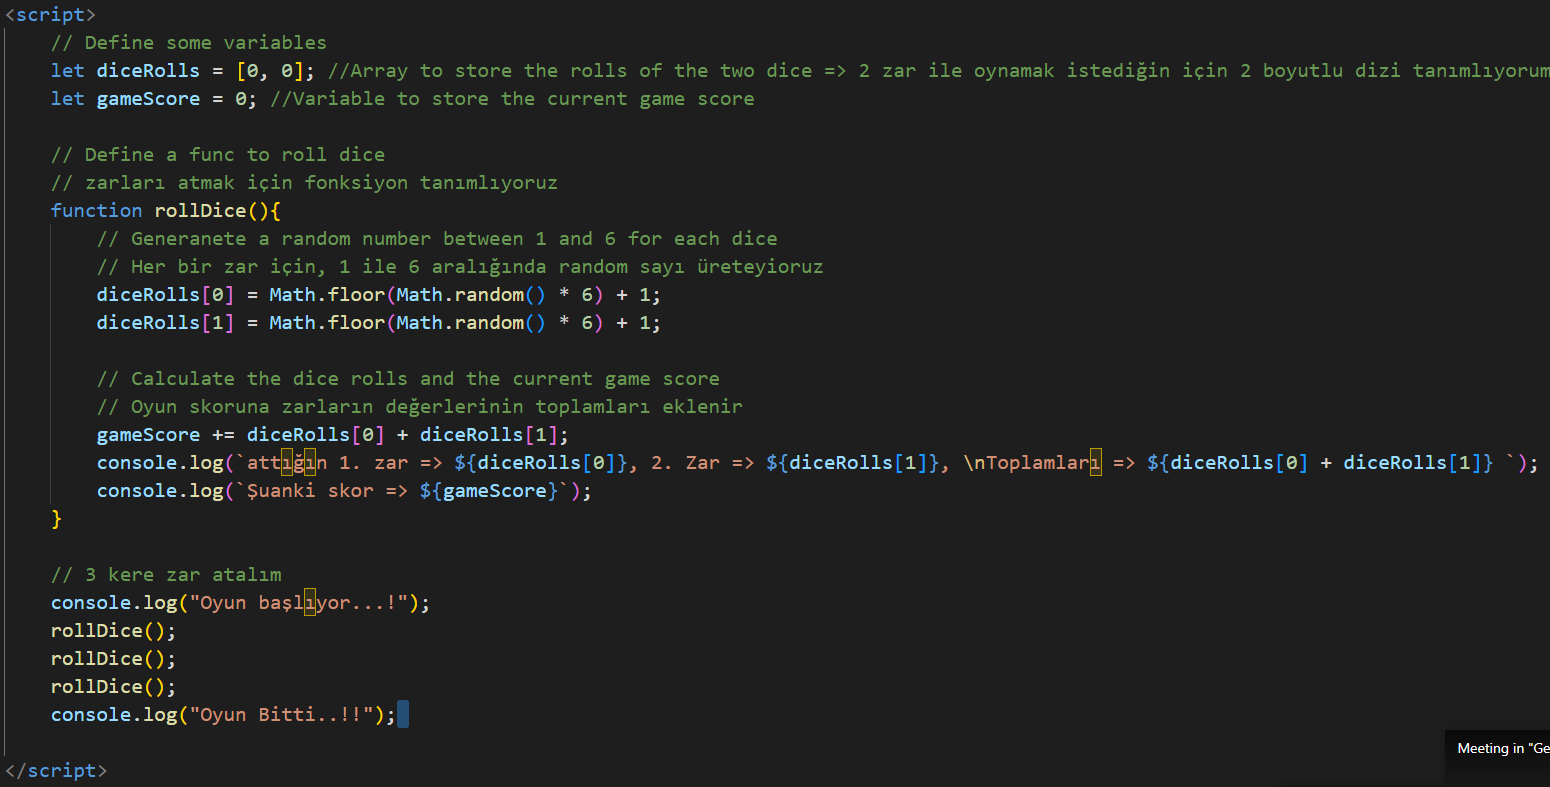 <script>
// Define some variables
let diceRolls = [0, 0]; //Array to store the rolls of the two dice => 2 zar ile oynamak istediğin için 2 boyutlu dizi tanımlıyorum
let gameScore = 0; //Variable to store the current game score
// Define a func to roll dice
// zarları atmak için fonksiyon tanımlıyoruz
function rollDice(){
// Generanete a random number between 1 and 6 for each dice
// Her bir zar için, 1 ile 6 aralığında random sayı üreteyioruz
diceRolls[0] = Math.floor(Math.random() * 6) + 1;
diceRolls[1] = Math.floor(Math.random() * 6) + 1;
// Calculate the dice rolls and the current game score
// Oyun skoruna zarların değerlerinin toplamları eklenir
gameScore += diceRolls[0] + diceRolls[1];
console.log(`attığın 1. zar => ${diceRolls[0]}, 2. Zar => ${diceRolls[1]}, \nToplamları => ${diceRolls[0] + diceRolls[1]} `);
console.log(`Şuanki skor => ${gameScore}`);
}
// 3 kere zar atalım
console.log("Oyun başlıyor...!");
rollDice();
rollDice();
rollDice();
console.log("Oyun Bitti..!!");
</script>
Meeting in "Ge